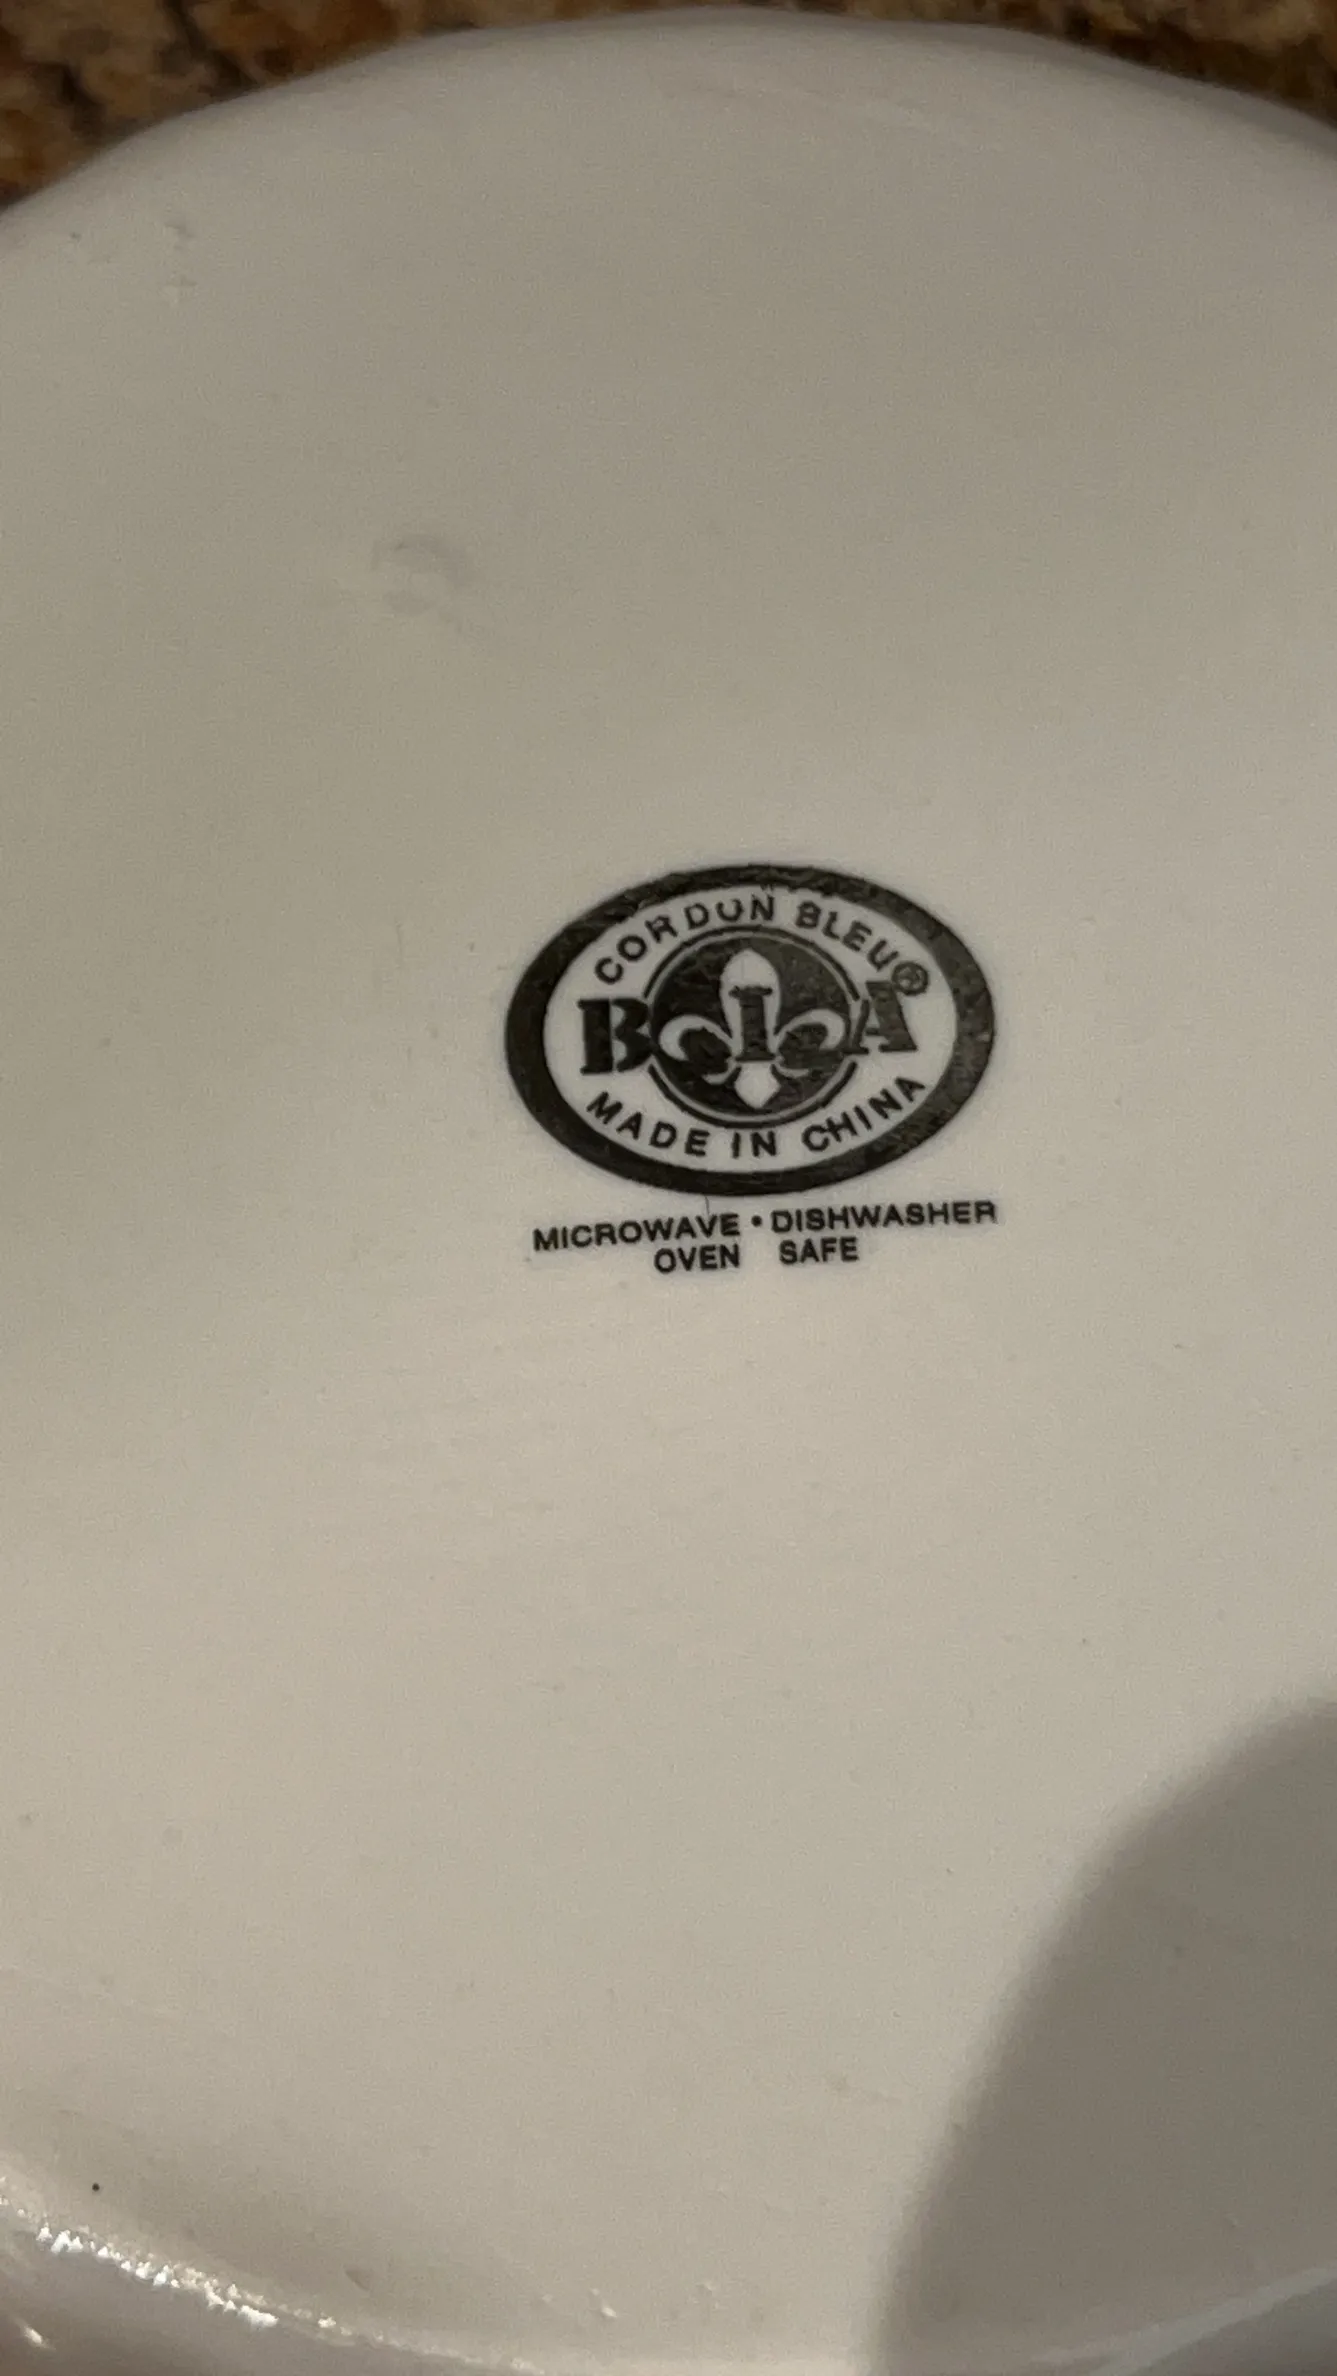 CORDON BLEU®
BIA
MADE IN CHINA
MICROWAVE • DISHWASHER
OVEN SAFE